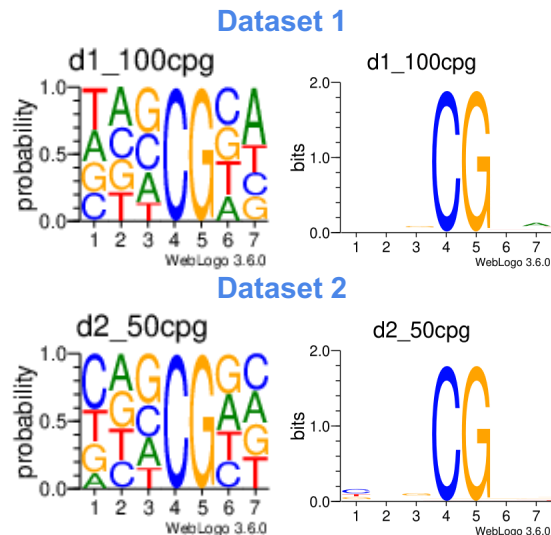 Dataset 1
d1_100cpg
probability
1.0
0.5
0.0
T A G C G C A
A C C G A
G G A T T
C T T A C
G
1 2 3 4 5 6 7
WebLogo 3.6.0
d1_100cpg
bits
2.0
1.0
0.0
C G
1 2 3 4 5 6 7
WebLogo 3.6.0
Dataset 2
d2_50cpg
probability
1.0
0.5
0.0
C A G C G G C
T G C A A
G T A T G
A C T C T
1 2 3 4 5 6 7
WebLogo 3.6.0
d2_50cpg
bits
2.0
1.0
0.0
C G
1 2 3 4 5 6 7
WebLogo 3.6.0